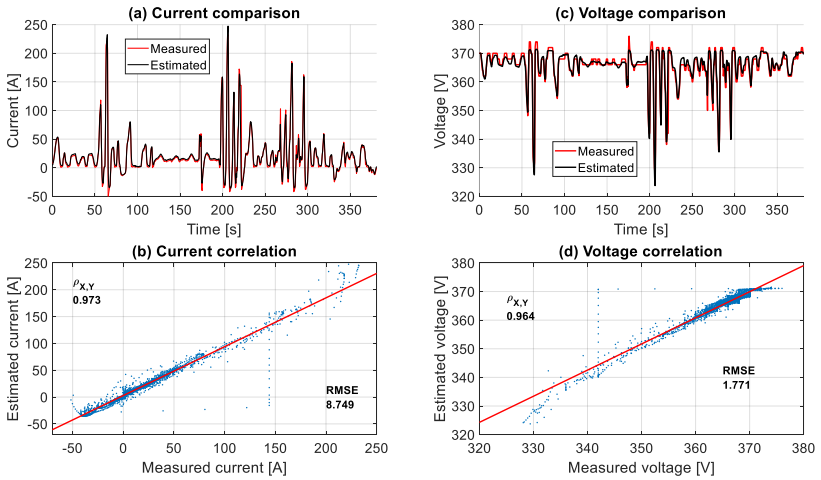 (a) Current comparison
250
200
150
100
50
0
-50
Current [A]
Measured
Estimated
0 50 100 150 200 250 300 350
Time [s]
(c) Voltage comparison
380
370
360
350
340
330
320
Voltage [V]
Measured
Estimated
0 50 100 150 200 250 300 350
Time [s]
(b) Current correlation
250
200
150
100
50
0
-50
Estimated current [A]
ρX,Y
0.973
RMSE
8.749
-50 0 50 100 150 200 250
Measured current [A]
(d) Voltage correlation
380
370
360
350
340
330
320
Estimated voltage [V]
ρX,Y
0.964
RMSE
1.771
320 330 340 350 360 370 380
Measured voltage [V]